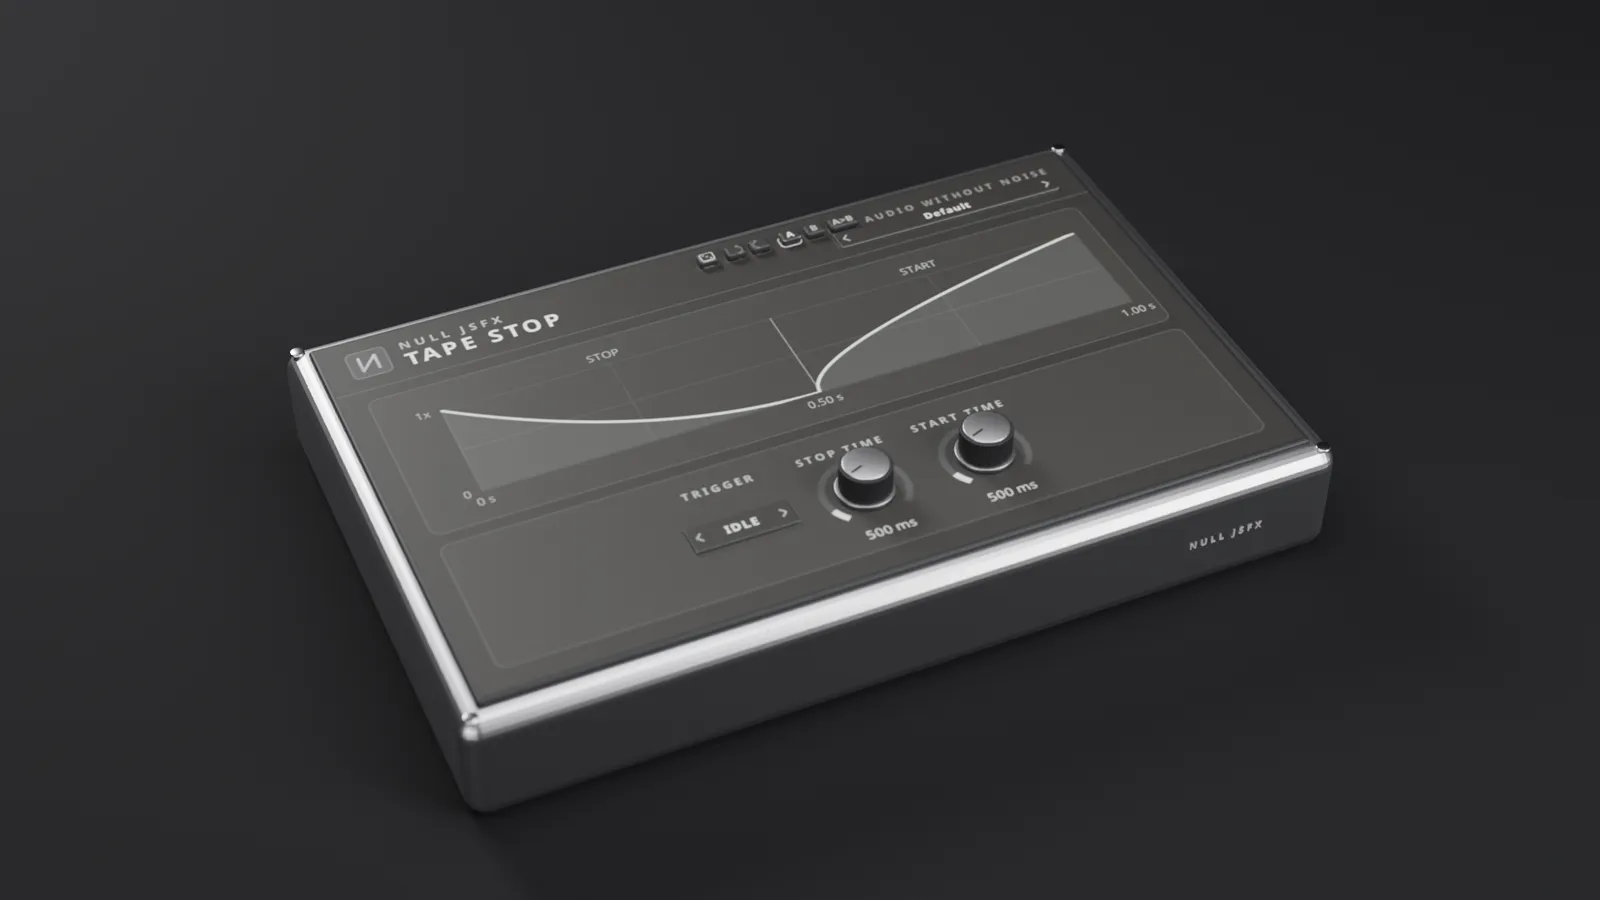 NULL JSFX
TAPE STOP
A
B
A>B
AUDIO WITHOUT NOISE
< Default >
STOP
START
1x
0
0 s
0.50 s
1.00 s
TRIGGER
< IDLE >
STOP TIME
500 ms
START TIME
500 ms
NULL JSFX